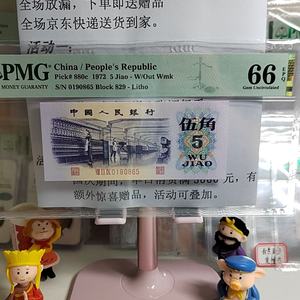 全场放漏，下单即送赠品
全场京东快递送货到家。
活动一
PMG
MONEY GUARANTY
China / People's Republic
Pick# 880c 1972 5 Jiao - W/Out Wmk
S/N 0190865 Block 829 - Litho
66
EPQ
Gem Uncirculated
中国人民银行
伍角
5
WU
JIAO
0190865
额外惊喜赠品，活动可叠加。